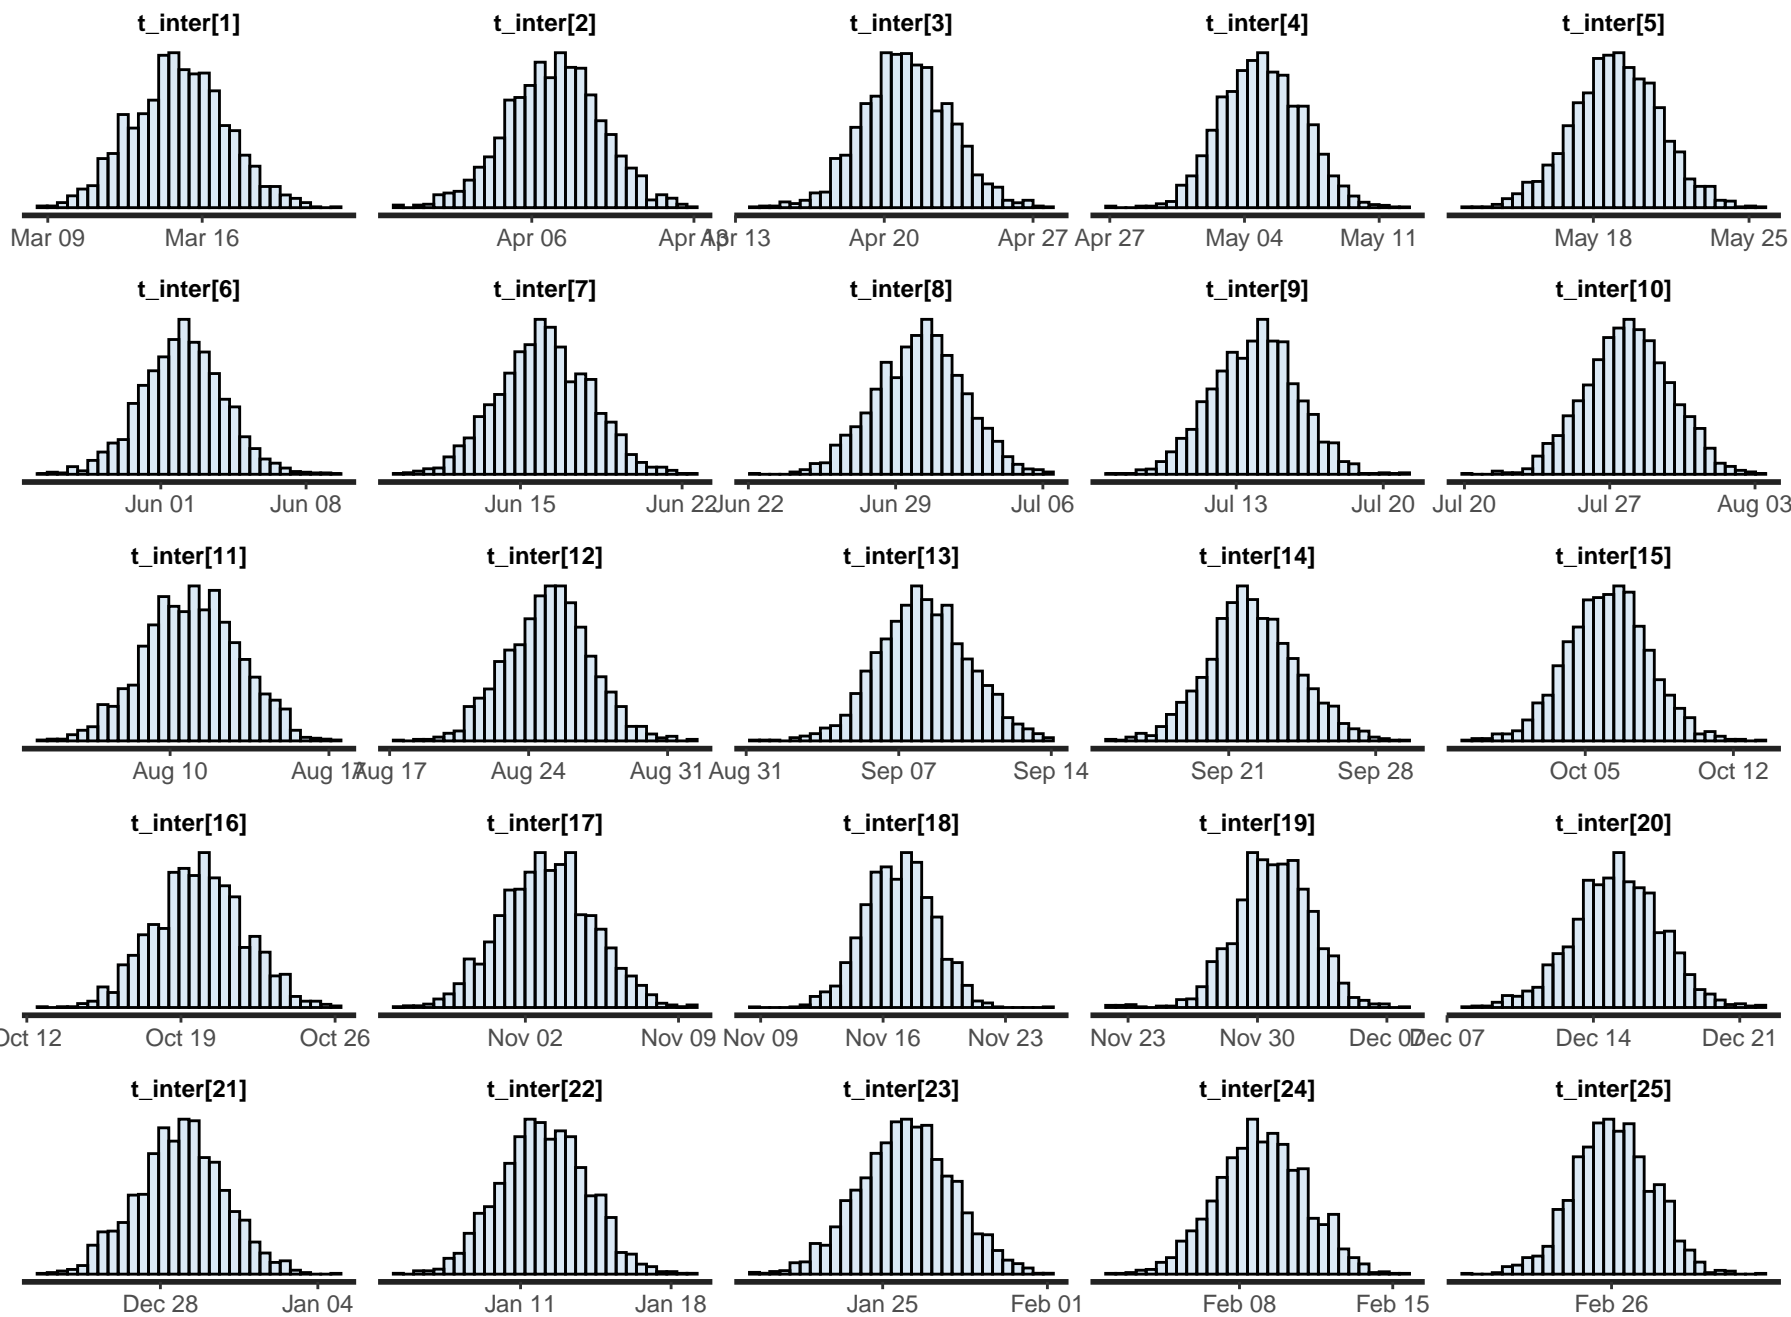 t_inter[1] t_inter[2] t_inter[3] t_inter[4] t_inter[5]
Mar 09 Mar 16 Apr 06 Apr 13 Apr 13 Apr 20 Apr 27 Apr 27 May 04 May 11 May 18 May 25
t_inter[6] t_inter[7] t_inter[8] t_inter[9] t_inter[10]
Jun 01 Jun 08 Jun 15 Jun 22 Jun 22 Jun 29 Jul 06 Jul 13 Jul 20 Jul 20 Jul 27 Aug 03
t_inter[11] t_inter[12] t_inter[13] t_inter[14] t_inter[15]
Aug 10 Aug 17 Aug 17 Aug 24 Aug 31 Aug 31 Sep 07 Sep 14 Sep 21 Sep 28 Oct 05 Oct 12
t_inter[16] t_inter[17] t_inter[18] t_inter[19] t_inter[20]
Oct 12 Oct 19 Oct 26 Nov 02 Nov 09 Nov 09 Nov 16 Nov 23 Nov 23 Nov 30 Dec 07 Dec 07 Dec 14 Dec 21
t_inter[21] t_inter[22] t_inter[23] t_inter[24] t_inter[25]
Dec 28 Jan 04 Jan 11 Jan 18 Jan 25 Feb 01 Feb 08 Feb 15 Feb 26